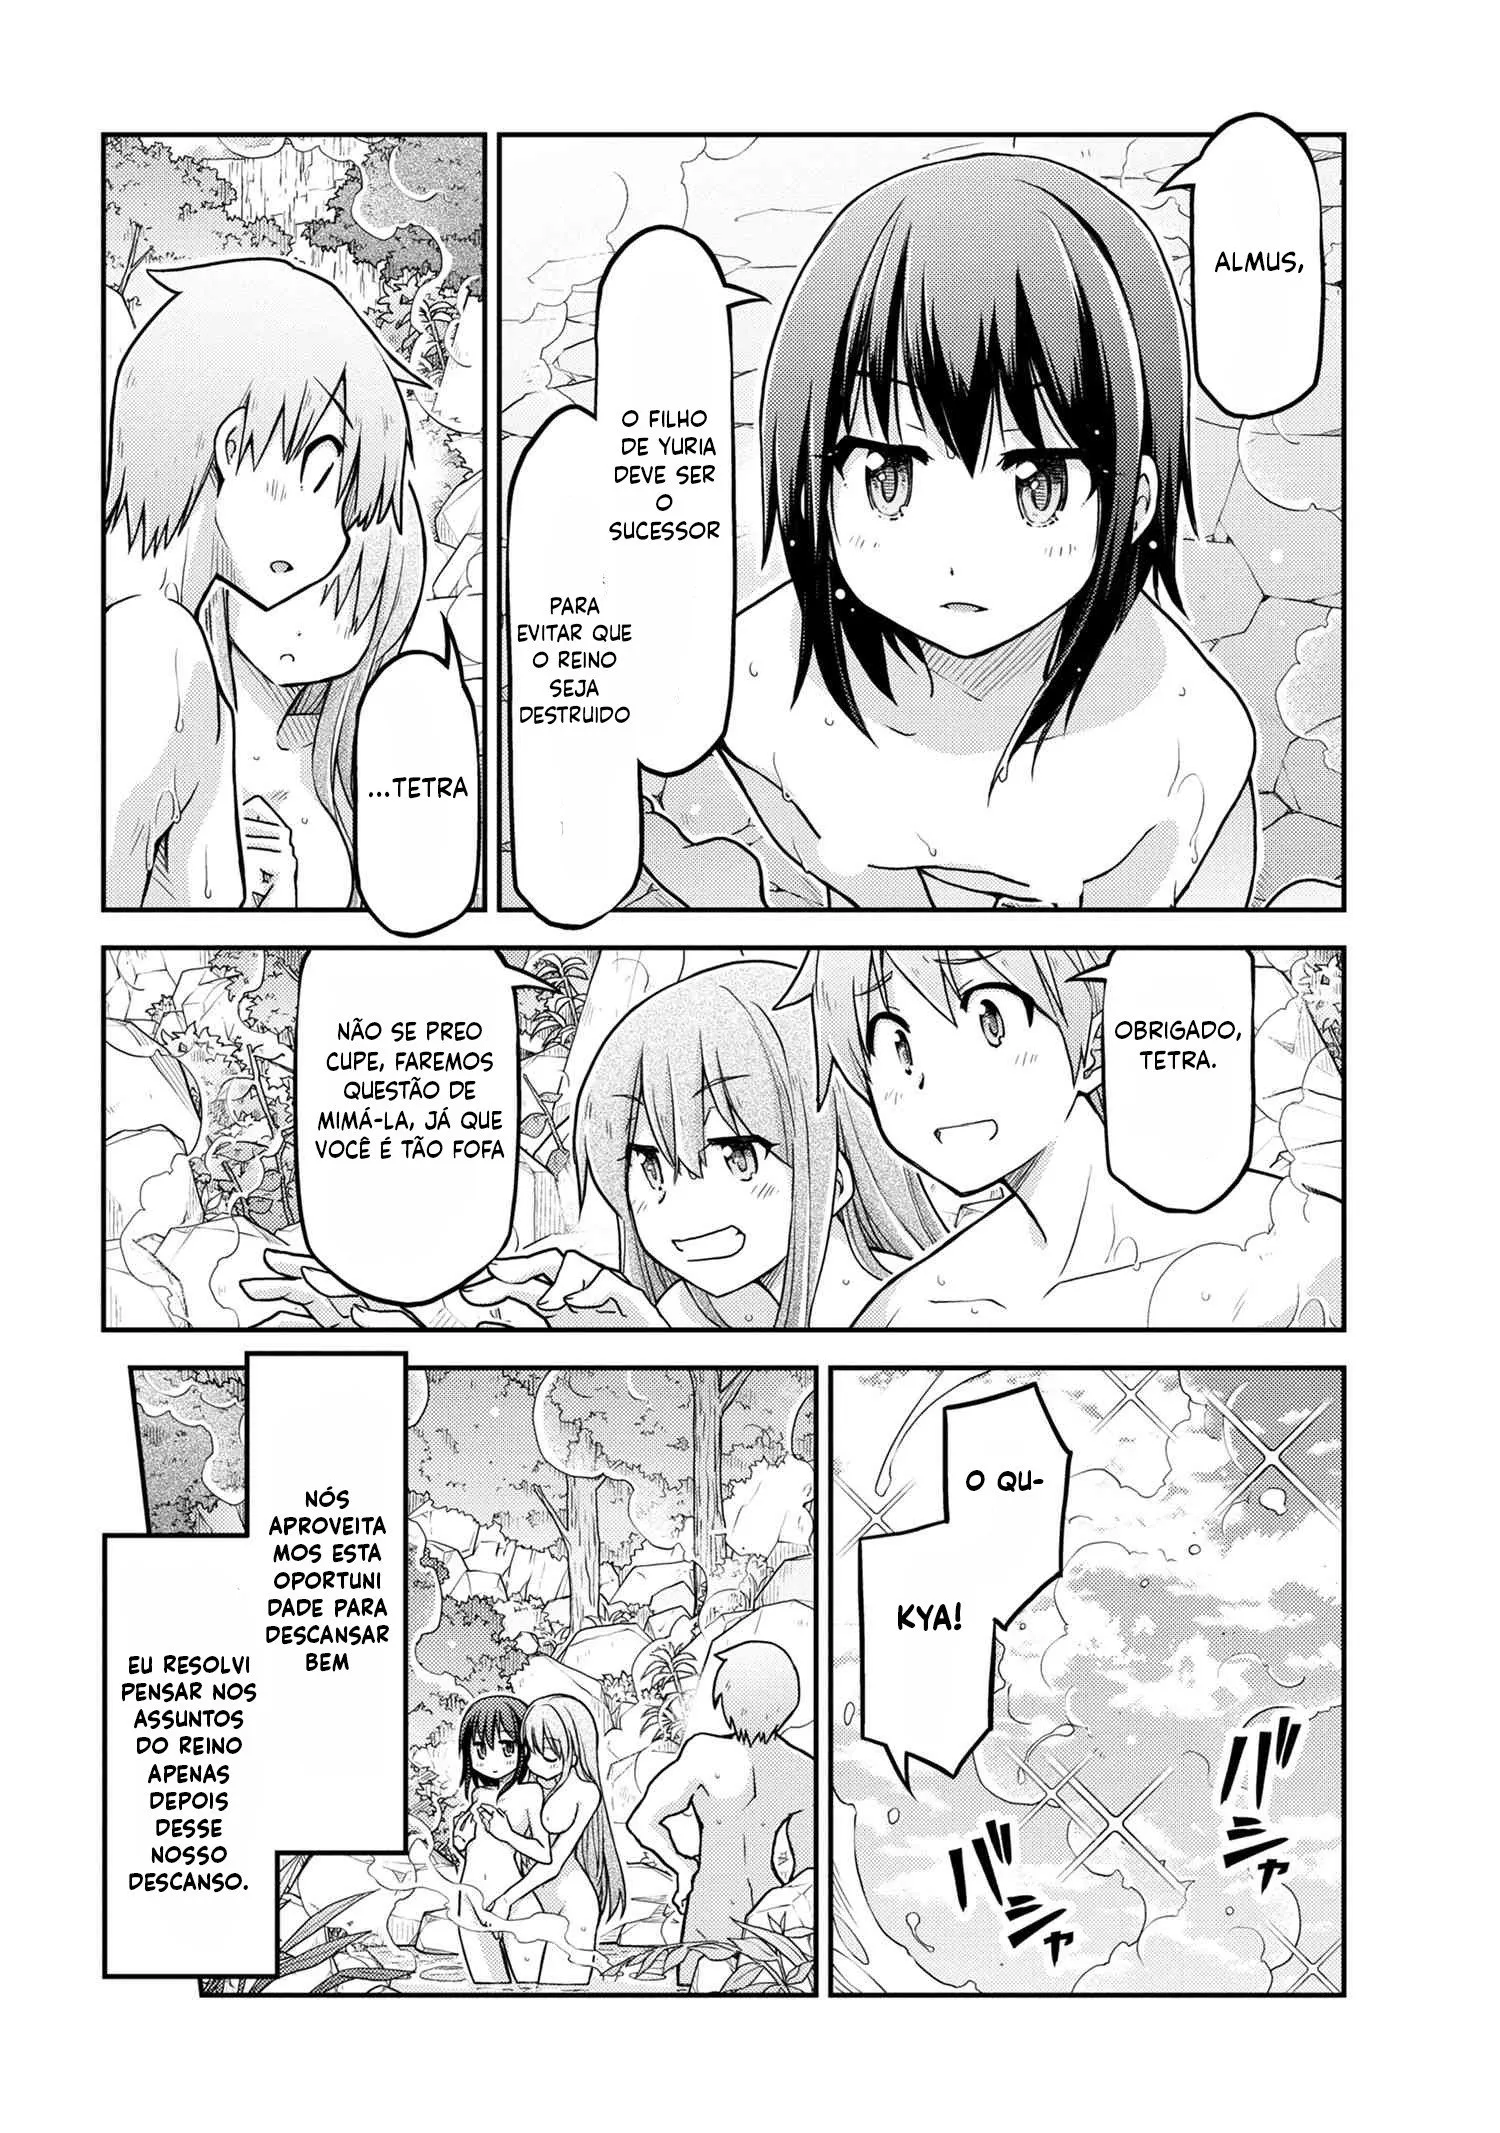 ALMUS,
O FILHO
DE YURIA
DEVE SER
O
SUCESSOR
PARA
EVITAR QUE
O REINO
SEJA
DESTRUIDO
...TETRA
OBRIGADO,
TETRA.
NÃO SE PREO
CUPE, FAREMOS
QUESTÃO DE
MIMÁ-LA, JÁ QUE
VOCÊ É TÃO FOFA
O QU-
KYA!
バシャ
バシャ
NÓS
APROVEITA
MOS ESTA
OPORTUNI
DADE PARA
DESCANSAR
BEM
EU RESOLVI
PENSAR NOS
ASSUNTOS
DO REINO
APENAS
DEPOIS
DESSE
NOSSO
DESCANSO.